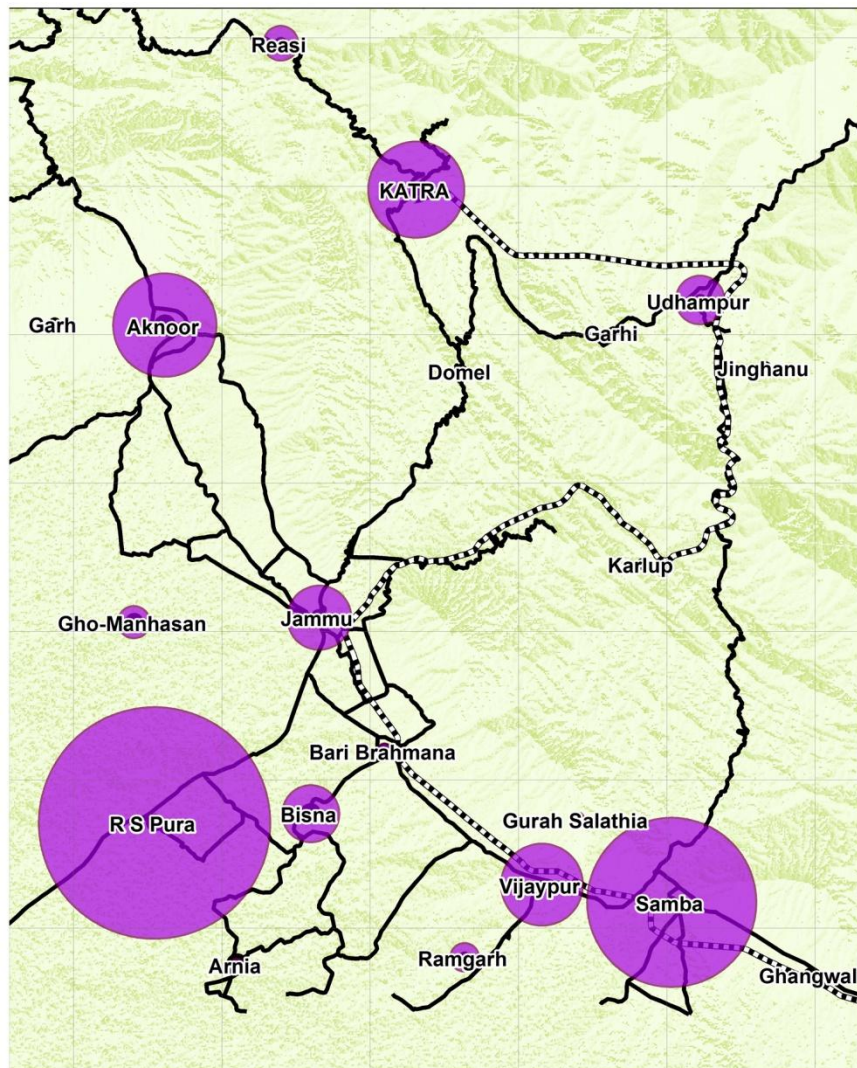 Reasi
KATRA
Udhampur
Garh
Aknoor
Garhi
Domel
Jinghanu
Karlup
Gho-Manhasan
Jammu
Bari Brahmana
R S Pura
Bisna
Gurah Salathia
Vijaypur
Samba
Arnia
Ramgarh
Ghangwal